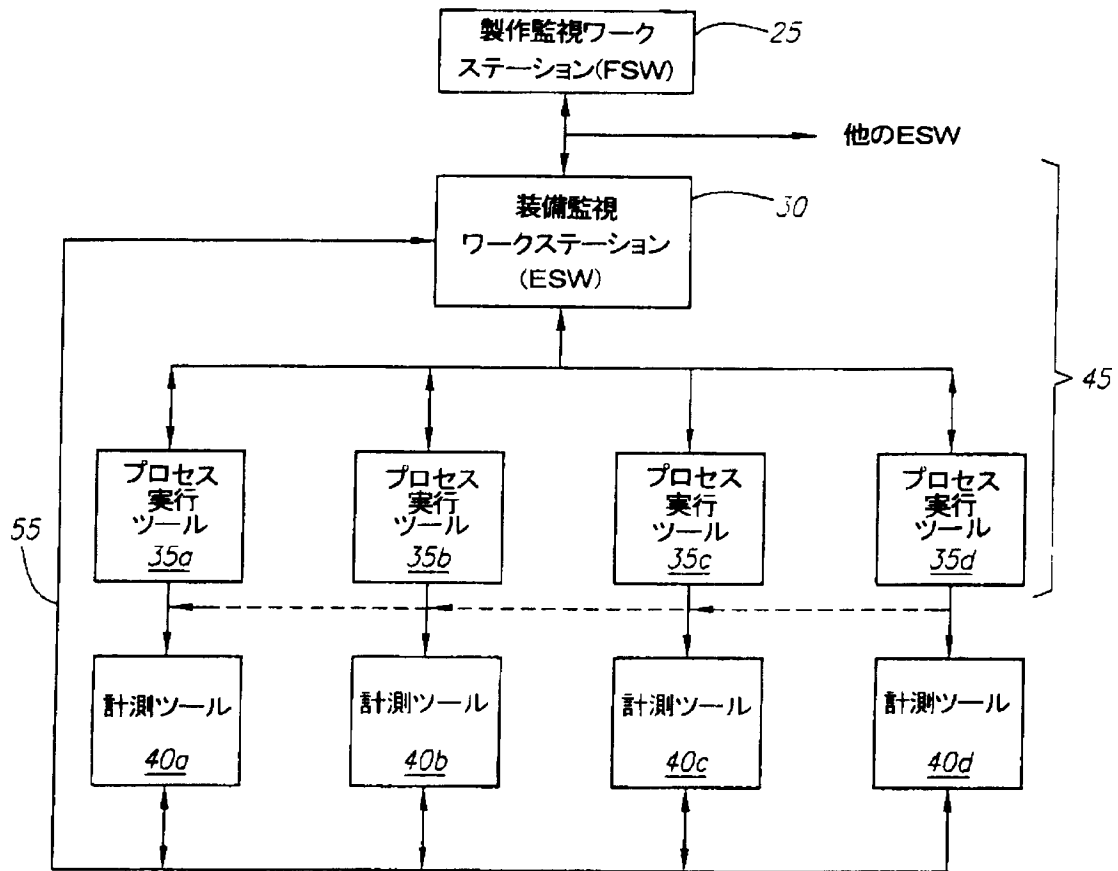 製作監視ワーク
ステーション(FSW)
25
他のESW
装備監視
ワークステーション
(ESW)
30
45
プロセス
実行
ツール
35a
プロセス
実行
ツール
35b
プロセス
実行
ツール
35c
プロセス
実行
ツール
35d
55
計測ツール
40a
計測ツール
40b
計測ツール
40c
計測ツール
40d